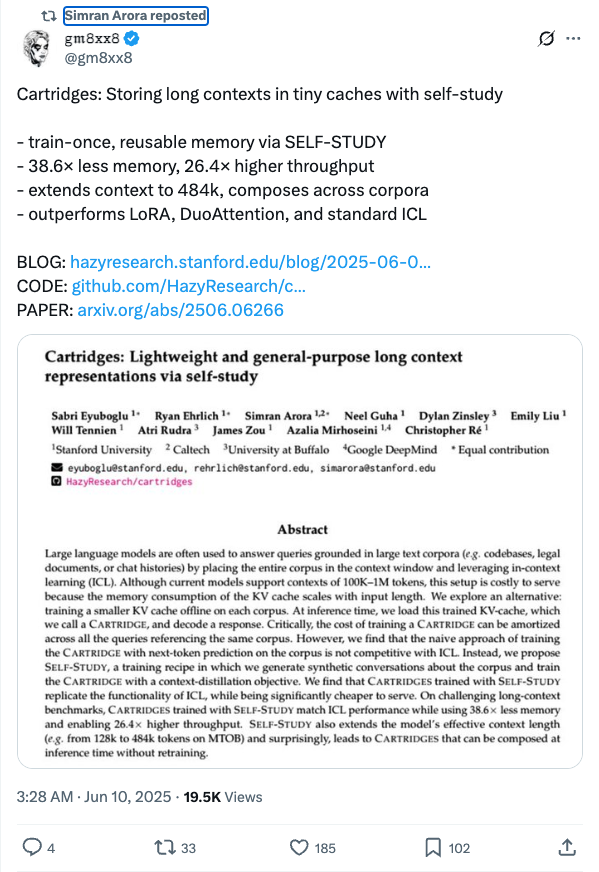 Simran Arora reposted
gm8xx8
@gm8xx8
Cartridges: Storing long contexts in tiny caches with self-study
- train-once, reusable memory via SELF-STUDY
- 38.6× less memory, 26.4× higher throughput
- extends context to 484k, composes across corpora
- outperforms LoRA, DuoAttention, and standard ICL
BLOG: hazyresearch.stanford.edu/blog/2025-06-0…
CODE: github.com/HazyResearch/c…
PAPER: arxiv.org/abs/2506.06266
Cartridges: Lightweight and general-purpose long context
representations via self-study
Sabri Eyuboglu 1* Ryan Ehrlich 1* Simran Arora 1,2* Neel Guha 1 Dylan Zinsley 3 Emily Liu 1
Will Tennien 1 Atri Rudra 3 James Zou 1 Azalia Mirhoseini 1,4 Christopher Ré 1
1Stanford University 2 Caltech 3University at Buffalo 4Google DeepMind * Equal contribution
eyuboglu@stanford.edu, rehrlich@stanford.edu, simarora@stanford.edu
HazyResearch/cartridges
Abstract
Large language models are often used to answer queries grounded in large text corpora (e.g. codebases, legal
documents, or chat histories) by placing the entire corpus in the context window and leveraging in-context
learning (ICL). Although current models support contexts of 100K–1M tokens, this setup is costly to serve
because the memory consumption of the KV cache scales with input length. We explore an alternative:
training a smaller KV cache offline on each corpus. At inference time, we load this trained KV-cache, which
we call a CARTRIDGE, and decode a response. Critically, the cost of training a CARTRIDGE can be amortized
across all the queries referencing the same corpus. However, we find that the naive approach of training
the CARTRIDGE with next-token prediction on the corpus is not competitive with ICL. Instead, we propose
SELF-STUDY, a training recipe in which we generate synthetic conversations about the corpus and train
the CARTRIDGE with a context-distillation objective. We find that CARTRIDGES trained with SELF-STUDY
replicate the functionality of ICL, while being significantly cheaper to serve. On challenging long-context
benchmarks, CARTRIDGES trained with SELF-STUDY match ICL performance while using 38.6× less memory
and enabling 26.4× higher throughput. SELF-STUDY also extends the model's effective context length
(e.g. from 128k to 484k tokens on MTOB) and surprisingly, leads to CARTRIDGES that can be composed at
inference time without retraining.
3:28 AM · Jun 10, 2025 · 19.5K Views
4 33 185 102